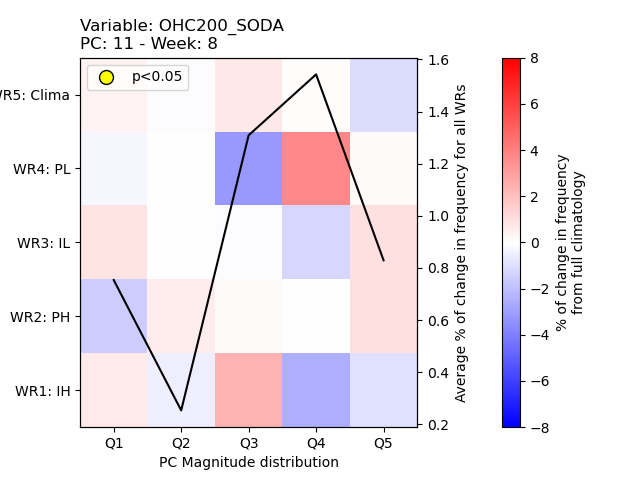 Variable: OHC200_SODA
PC: 11 - Week: 8
p<0.05
WR5: Clima
WR4: PL
WR3: IL
WR2: PH
WR1: IH
Q1 Q2 Q3 Q4 Q5
PC Magnitude distribution
1.6
1.4
1.2
1.0
0.8
0.6
0.4
0.2
Average % of change in frequency for all WRs
8
6
4
2
0
−2
−4
−6
−8
% of change in frequency
from full climatology